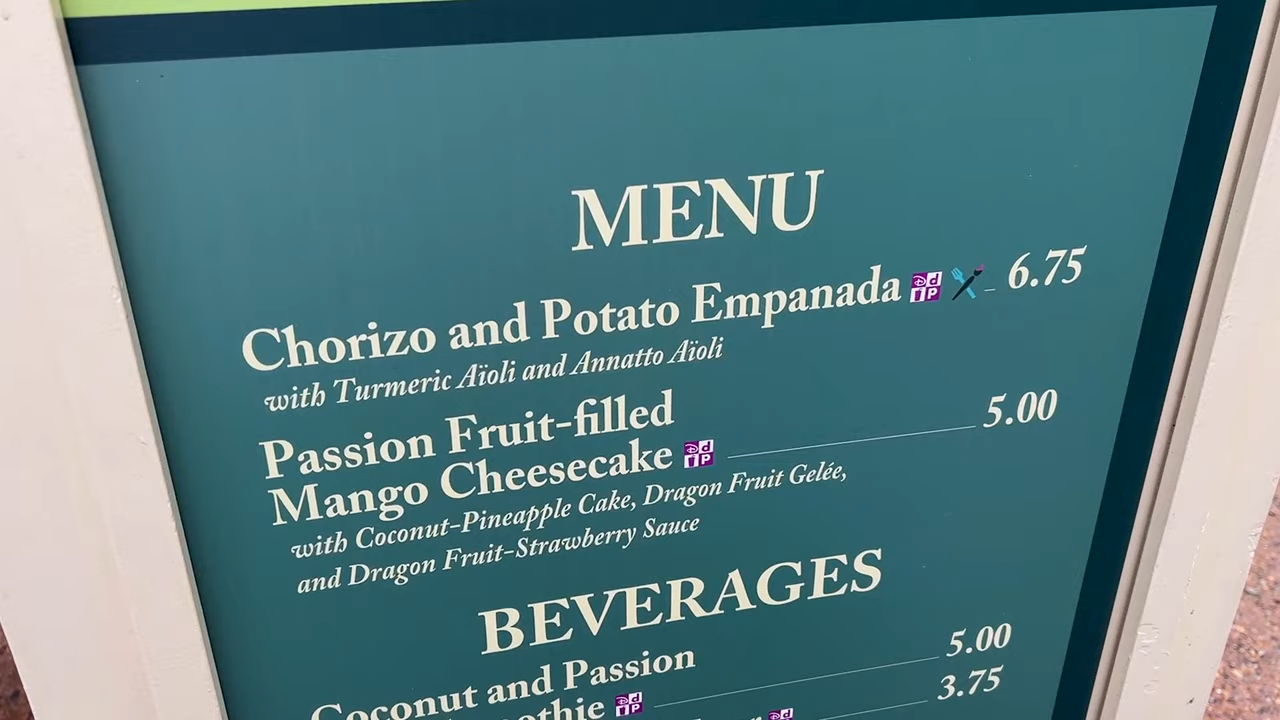 MENU
Chorizo and Potato Empanada DdIP 6.75
with Turmeric Aïoli and Annatto Aïoli
Passion Fruit-filled
Mango Cheesecake DdIP 5.00
with Coconut-Pineapple Cake, Dragon Fruit Gelée,
and Dragon Fruit-Strawberry Sauce
BEVERAGES
Coconut and Passion
5.00
3.75